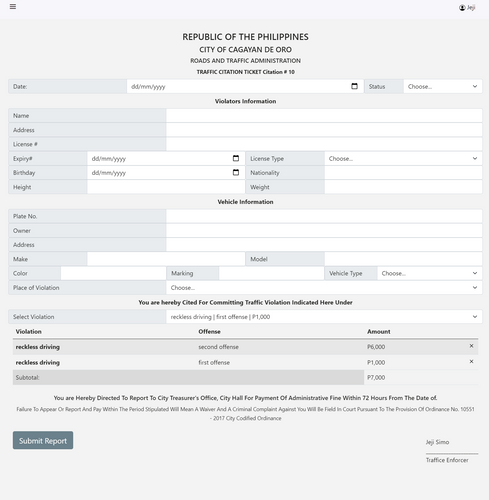 Jeji
REPUBLIC OF THE PHILIPPINES
CITY OF CAGAYAN DE ORO
ROADS AND TRAFFIC ADMINISTRATION
TRAFFIC CITATION TICKET Citation # 10
Date: dd/mm/yyyy Status Choose...
Violators Information
Name
Address
License #
Expiry# dd/mm/yyyy License Type Choose...
Birthday dd/mm/yyyy Nationality
Height Weight
Vehicle Information
Plate No.
Owner
Address
Make Model
Color Marking Vehicle Type Choose...
Place of Violation Choose...
You are hereby Cited For Committing Traffic Violation Indicated Here Under
Select Violation reckless driving | first offense | P1,000
Violation Offense Amount
reckless driving second offense P6,000 ×
reckless driving first offense P1,000 ×
Subtotal: P7,000
You are Hereby Directed To Report To City Treasurer's Office, City Hall For Payment Of Administrative Fine Within 72 Hours From The Date of.
Failure To Appear Or Report And Pay Within The Period Stipulated Will Mean A Waiver And A Criminal Complaint Against You Will Be Field In Court Pursuant To The Provision Of Ordinance No. 10551
- 2017 City Codified Ordinance
Submit Report
Jeji Simo
Traffice Enforcer